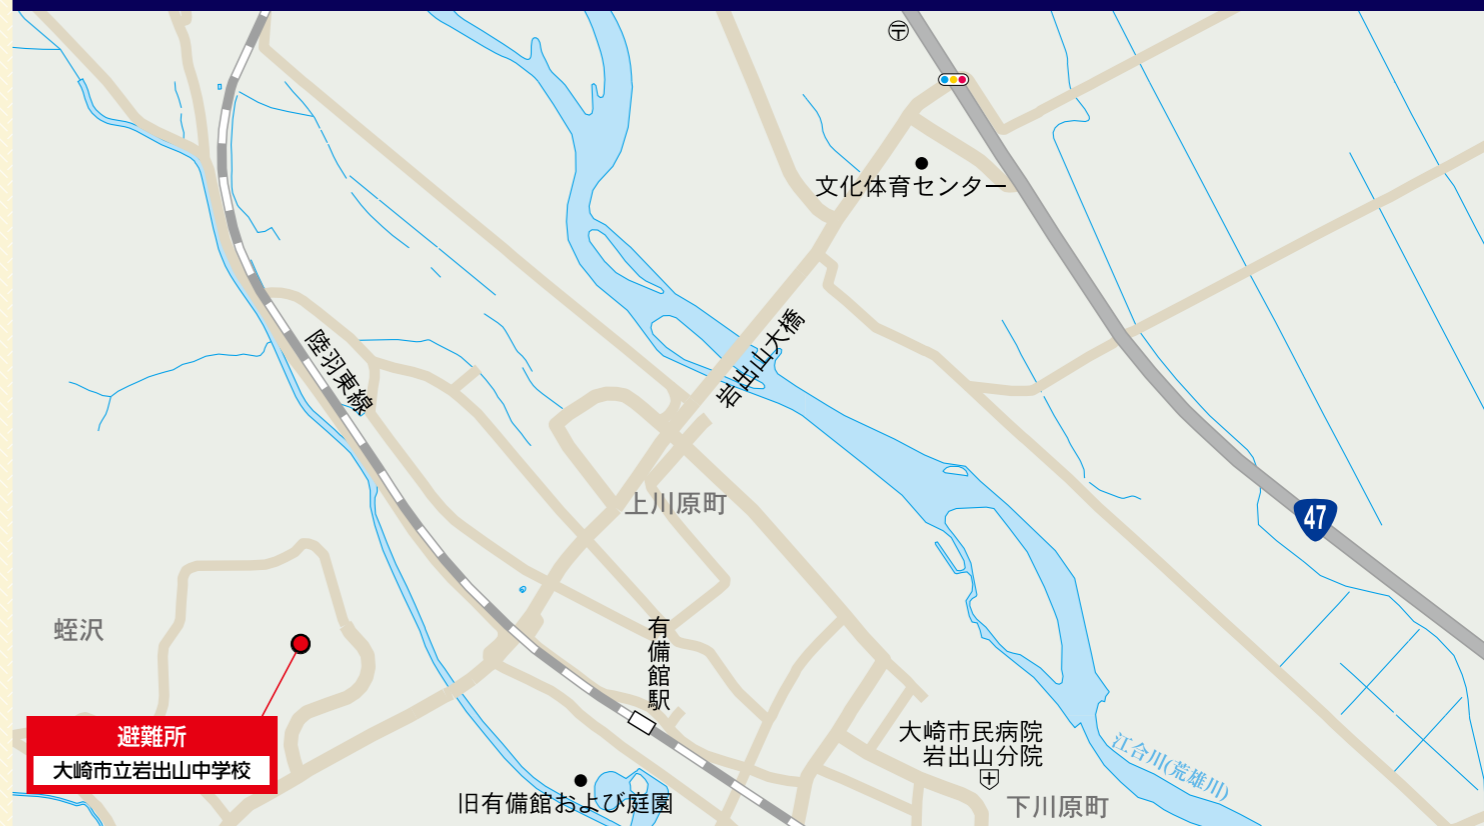 〒
文化体育センター
岩出山大橋
陸羽東線
上川原町
47
蛭沢
有備館駅
避難所
大崎市立岩出山中学校
大崎市民病院
岩出山分院
江合川(荒雄川)
旧有備館および庭園
下川原町